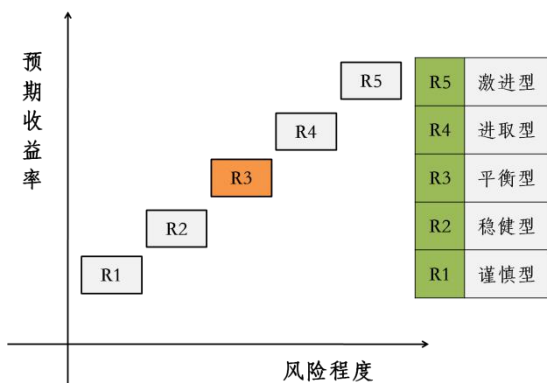 预期收益率
R5
R4
R3
R2
R1
风险程度
R5 激进型
R4 进取型
R3 平衡型
R2 稳健型
R1 谨慎型